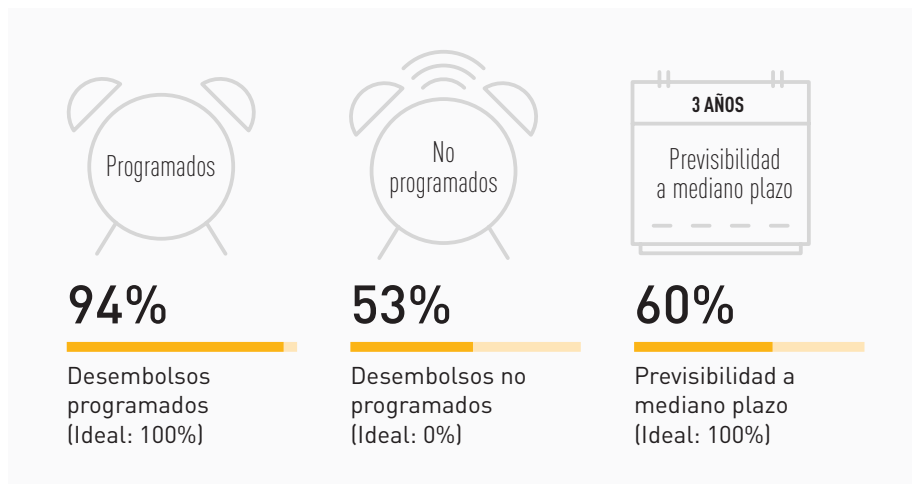 Programados
94%
Desembolsos
programados
(Ideal: 100%)
No
programados
53%
Desembolsos no
programados
(Ideal: 0%)
3 AÑOS
Previsibilidad
a mediano plazo
60%
Previsibilidad a
mediano plazo
(Ideal: 100%)